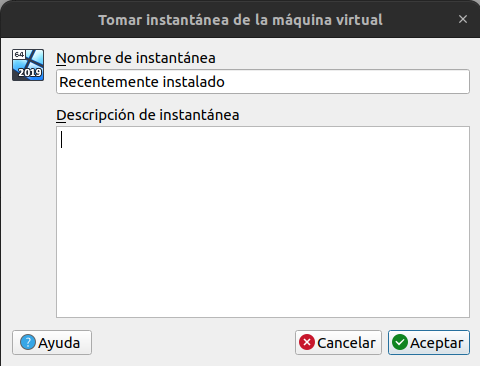 Tomar instantánea de la máquina virtual
×
64
2019
Nombre de instantánea
Recentemente instalado
Descripción de instantánea
? Ayuda
Cancelar
Aceptar